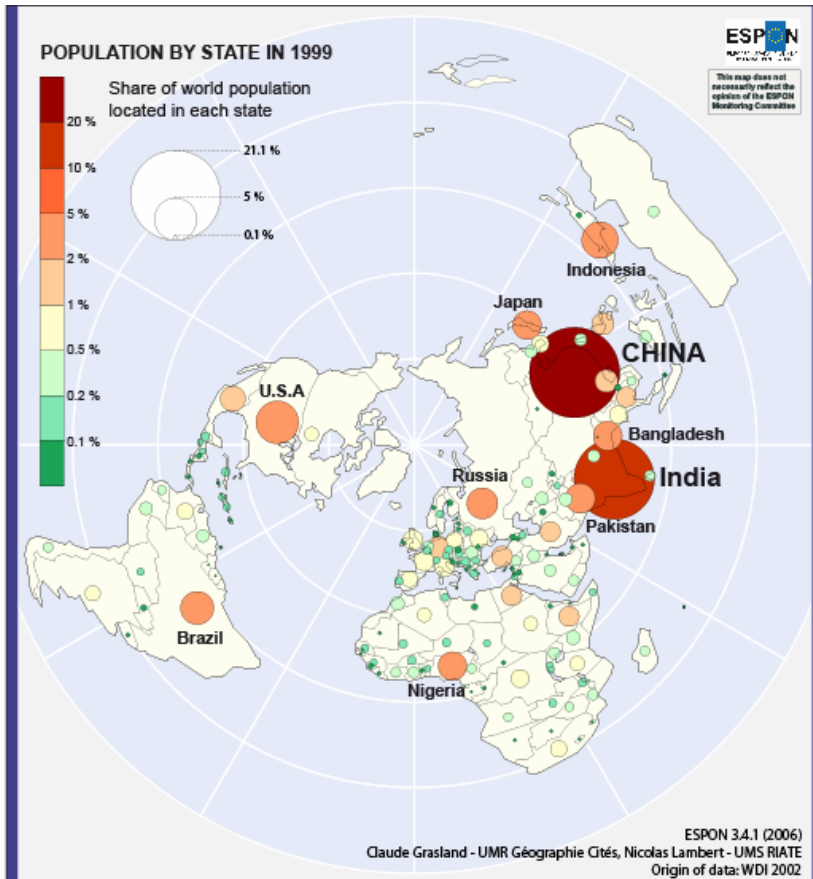 POPULATION BY STATE IN 1999
Share of world population
located in each state
20 %
10 %
5 %
2 %
1 %
0.5 %
0.2 %
0.1 %
21.1 %
5 %
0.1 %
ESPON
This map does not
necessarily reflect the
opinion of the ESPON
Monitoring Committee
Indonesia
Japan
CHINA
U.S.A
Bangladesh
India
Russia
Pakistan
Brazil
Nigeria
ESPON 3.4.1 (2006)
Claude Grasland - UMR Géographie Cités, Nicolas Lambert - UMS RIATE
Origin of data: WDI 2002